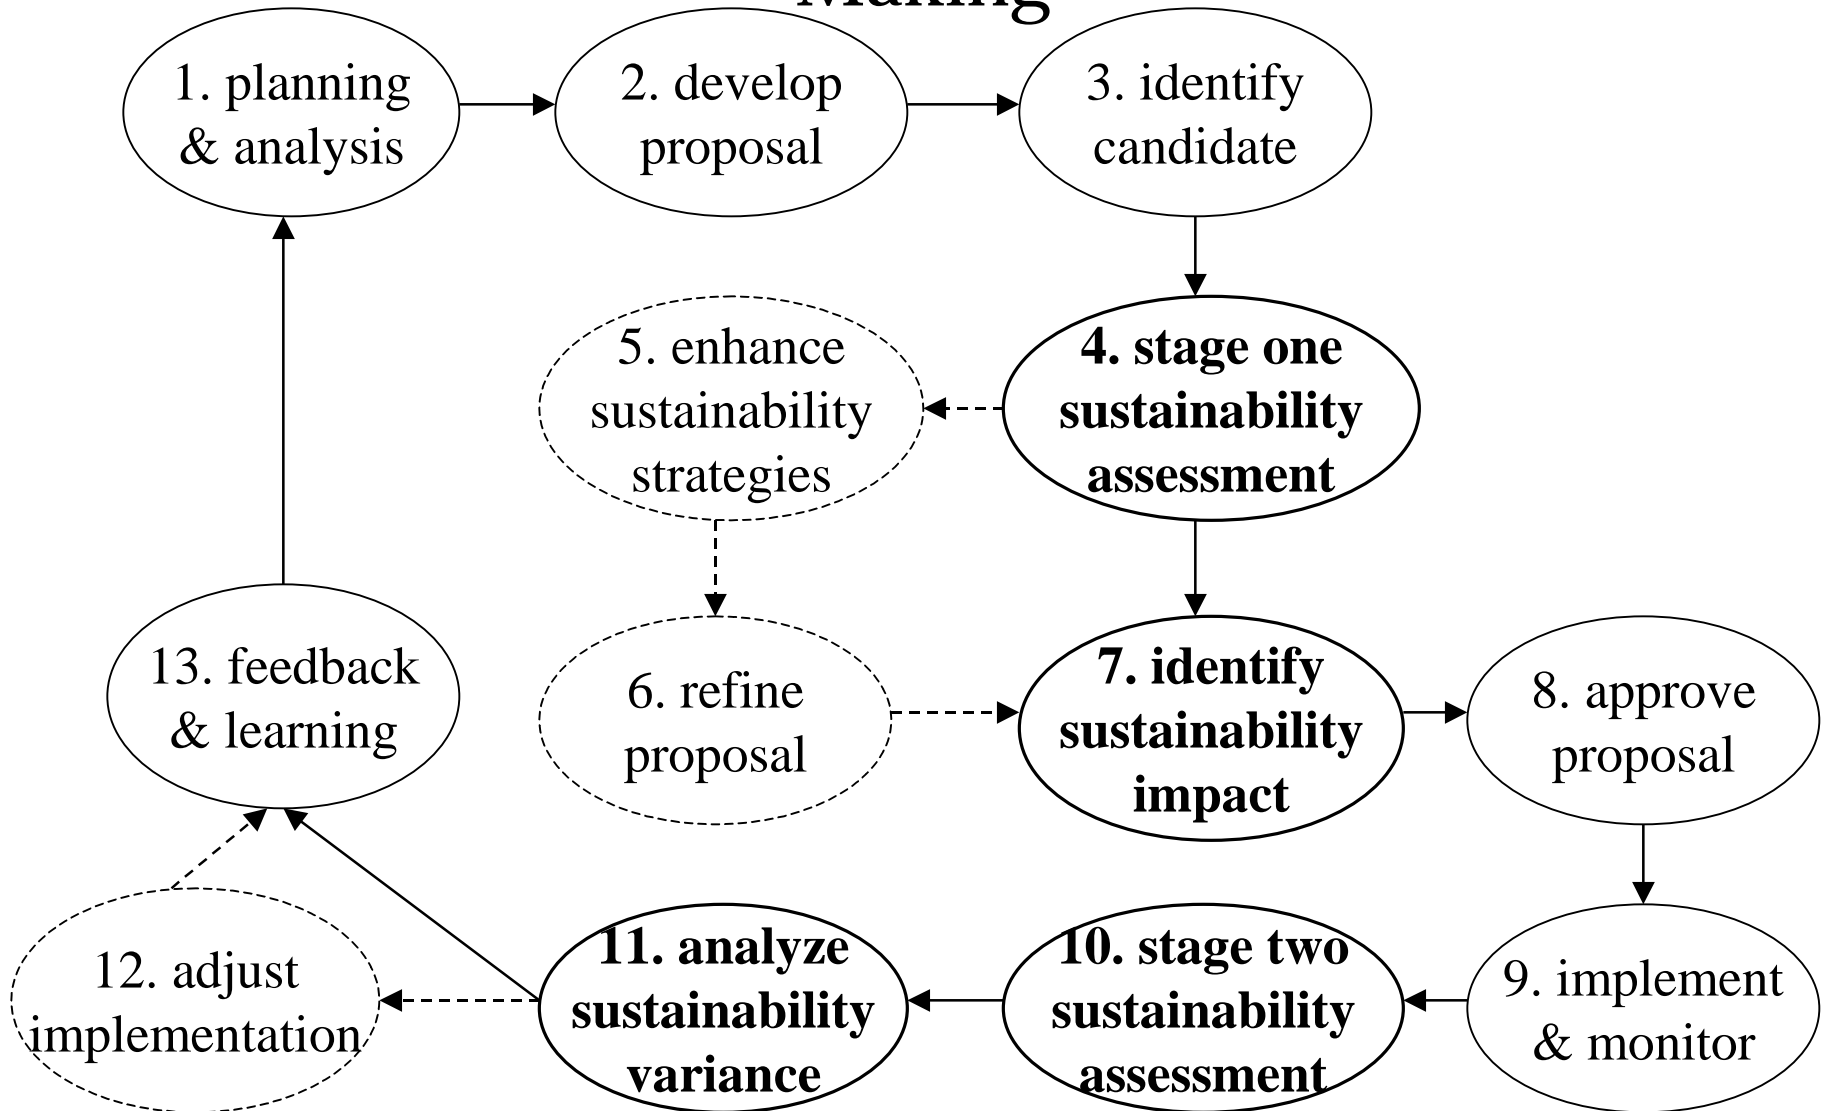 Making
1. planning
& analysis
2. develop
proposal
3. identify
candidate
5. enhance
sustainability
strategies
4. stage one
sustainability
assessment
13. feedback
& learning
6. refine
proposal
7. identify
sustainability
impact
8. approve
proposal
12. adjust
implementation
11. analyze
sustainability
variance
10. stage two
sustainability
assessment
9. implement
& monitor